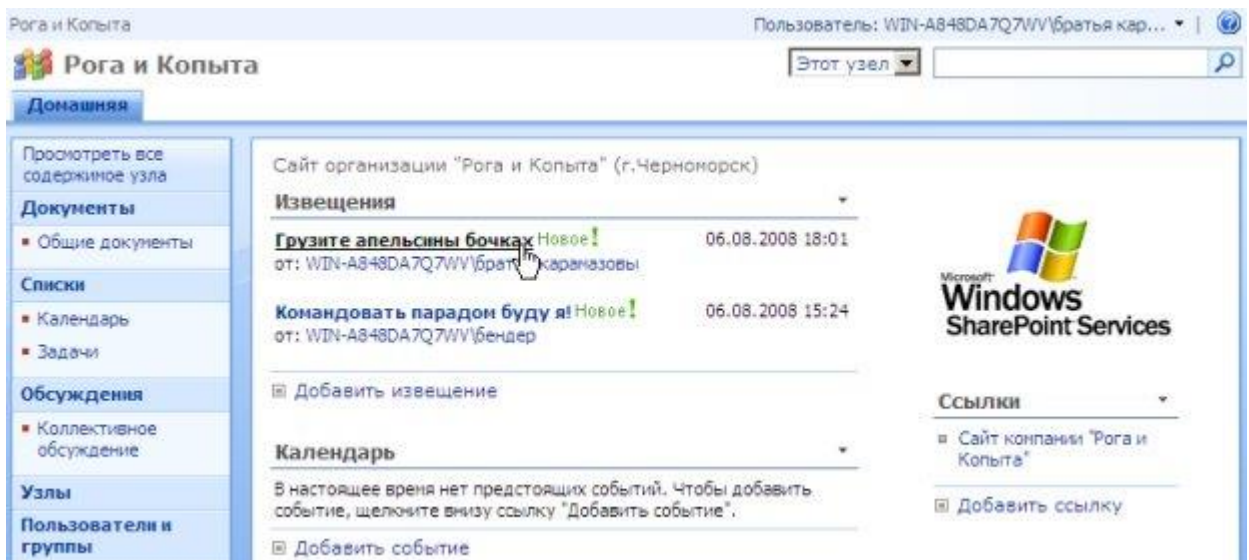 Рога и Копыта
Пользователь: WIN-A848DA7Q7WV\братья кар... |
Рога и Копыта
Этот узел
Домашняя
Просмотреть все
содержимое узла
Документы
Общие документы
Списки
Календарь
Задачи
Обсуждения
Коллективное
обсуждение
Узлы
Пользователи и
группы
Сайт организации "Рога и Копыта" (г.Черноморск)
Извещения
Грузите апельсины бочках Новое! 06.08.2008 18:01
от: WIN-A848DA7Q7WV\карамазовы
Командовать парадом буду я! Новое! 06.08.2008 15:24
от: WIN-A848DA7Q7WV\бендер
Добавить извещение
Календарь
В настоящее время нет предстоящих событий. Чтобы добавить
событие, щелкните внизу ссылку "Добавить событие".
Добавить событие
Microsoft
Windows
SharePoint Services
Ссылки
Сайт компании "Рога и
Копыта"
Добавить ссылку